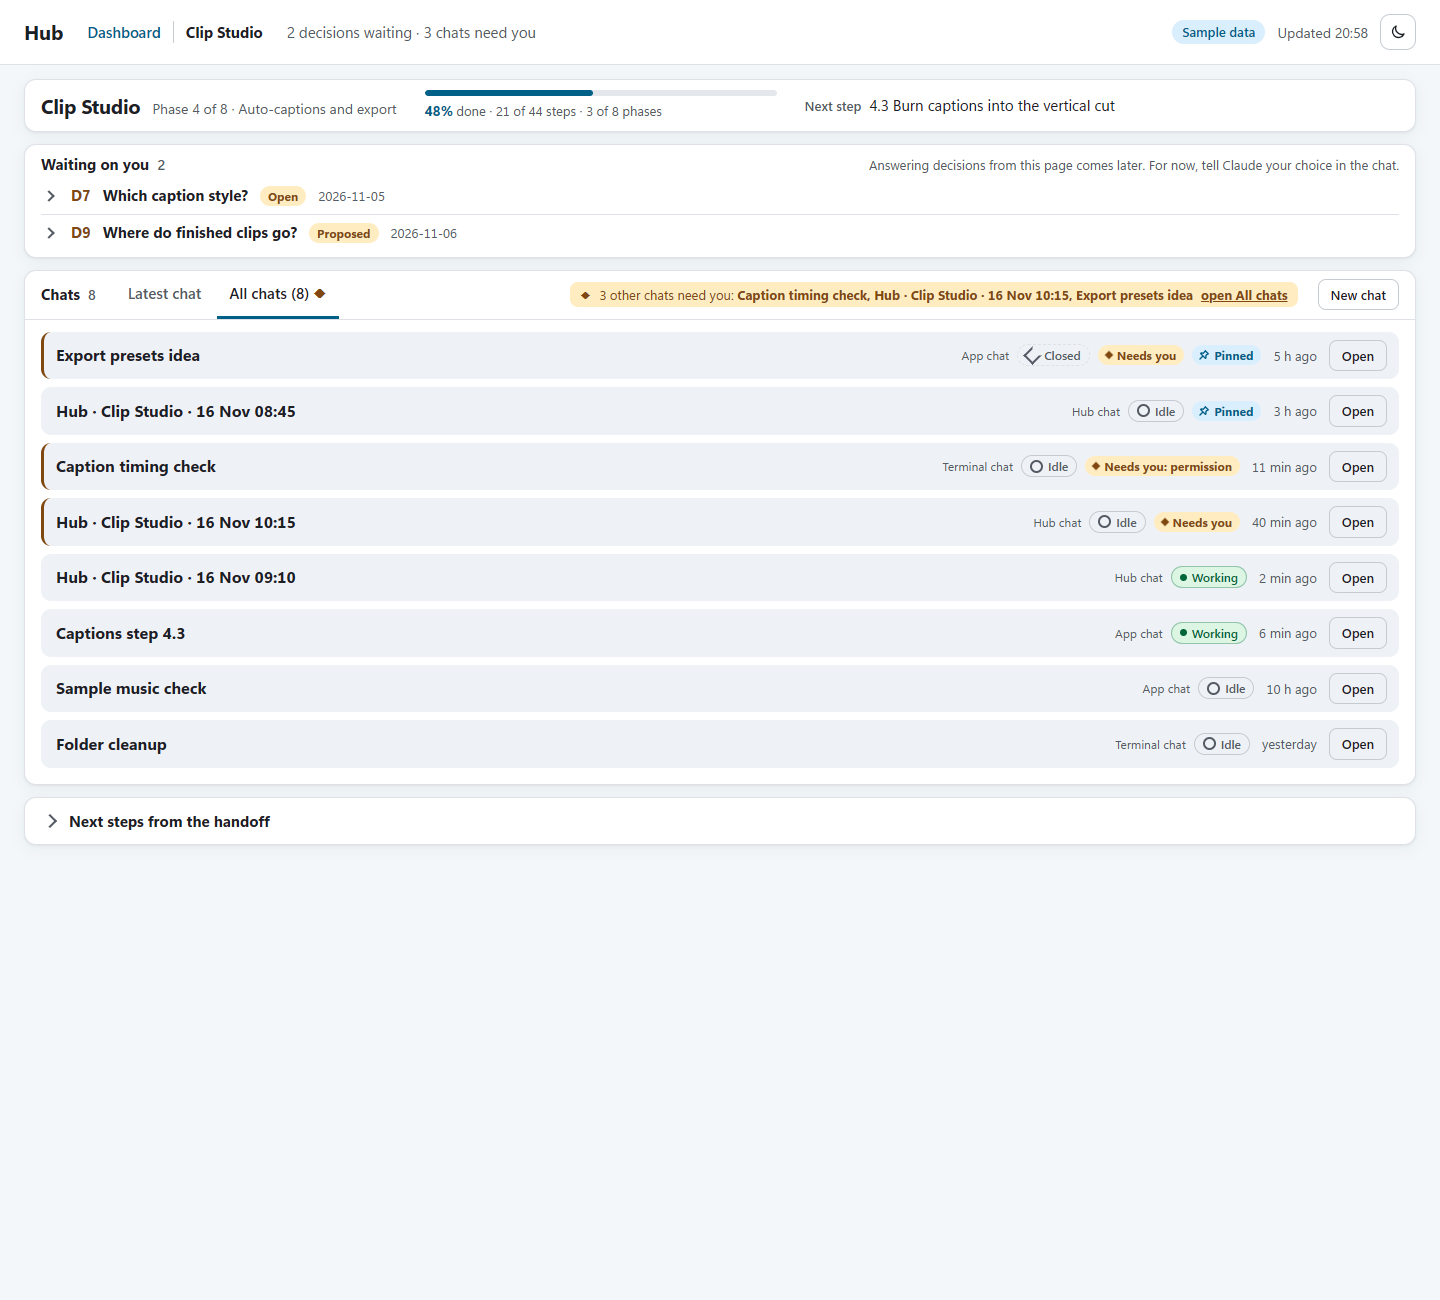 Hub Dashboard Clip Studio 2 decisions waiting · 3 chats need you Sample data Updated 20:58
Clip Studio Phase 4 of 8 · Auto-captions and export
48% done · 21 of 44 steps · 3 of 8 phases
Next step 4.3 Burn captions into the vertical cut
Waiting on you 2 Answering decisions from this page comes later. For now, tell Claude your choice in the chat.
D7 Which caption style? Open 2026-11-05
D9 Where do finished clips go? Proposed 2026-11-06
Chats 8 Latest chat All chats (8) 3 other chats need you: Caption timing check, Hub · Clip Studio · 16 Nov 10:15, Export presets idea open All chats New chat
Export presets idea App chat Closed Needs you Pinned 5 h ago Open
Hub · Clip Studio · 16 Nov 08:45 Hub chat Idle Pinned 3 h ago Open
Caption timing check Terminal chat Idle Needs you: permission 11 min ago Open
Hub · Clip Studio · 16 Nov 10:15 Hub chat Idle Needs you 40 min ago Open
Hub · Clip Studio · 16 Nov 09:10 Hub chat Working 2 min ago Open
Captions step 4.3 App chat Working 6 min ago Open
Sample music check App chat Idle 10 h ago Open
Folder cleanup Terminal chat Idle yesterday Open
Next steps from the handoff